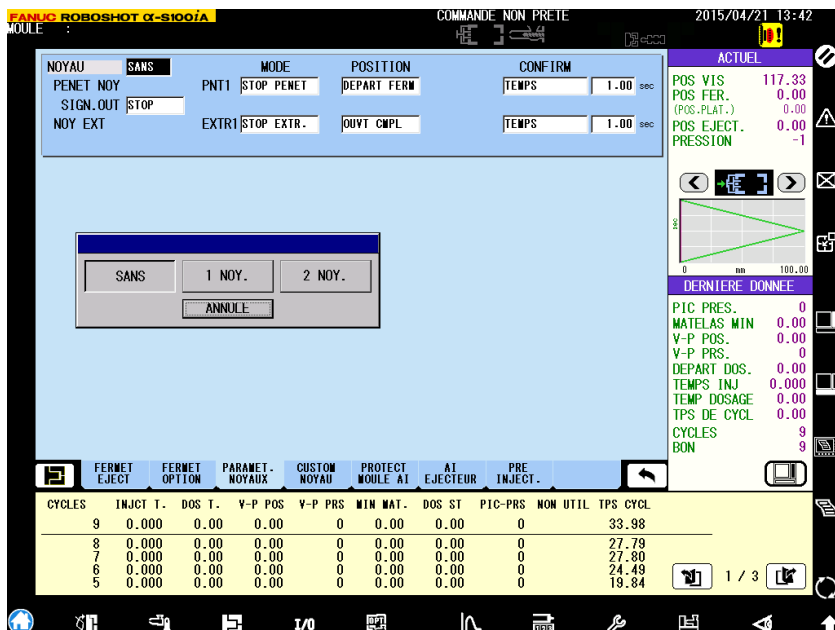 FANUC ROBOSHOT α-S100iA COMMANDE NON PRETE 2015/04/21 13:42
MOULE :
NOYAU SANS MODE POSITION CONFIRM
PENET NOY PNT1 STOP PENET DEPART FERM TEMPS 1.00 sec
SIGN.OUT STOP
NOY EXT EXTR1 STOP EXTR. OUVT CMPL TEMPS 1.00 sec
SANS 1 NOY. 2 NOY.
ANNULE
ACTUEL
POS VIS 117.33
POS FER. 0.00
(POS.PLAT.) 0.00
POS EJECT. 0.00
PRESSION -1
sec
0 mm 100.00
DERNIERE DONNEE
PIC PRES. 0
MATELAS MIN 0.00
V-P POS. 0.00
V-P PRS. 0
DEPART DOS. 0.00
TEMPS INJ 0.000
TEMP DOSAGE 0.00
TPS DE CYCL 0.00
CYCLES 9
BON 9
FERMET EJECT
FERMET OPTION
PARAMET. NOYAUX
CUSTOM NOYAU
PROTECT MOULE AI
AI EJECTEUR
PRE INJECT.
CYCLES INJCT T. DOS T. V-P POS V-P PRS MIN MAT. DOS ST PIC-PRS NON UTIL TPS CYCL
9 0.000 0.00 0.00 0 0.00 0.00 0 33.98
8 0.000 0.00 0.00 0 0.00 0.00 0 27.79
7 0.000 0.00 0.00 0 0.00 0.00 0 27.80
6 0.000 0.00 0.00 0 0.00 0.00 0 24.49
5 0.000 0.00 0.00 0 0.00 0.00 0 19.84
1 / 3
I/O OPT